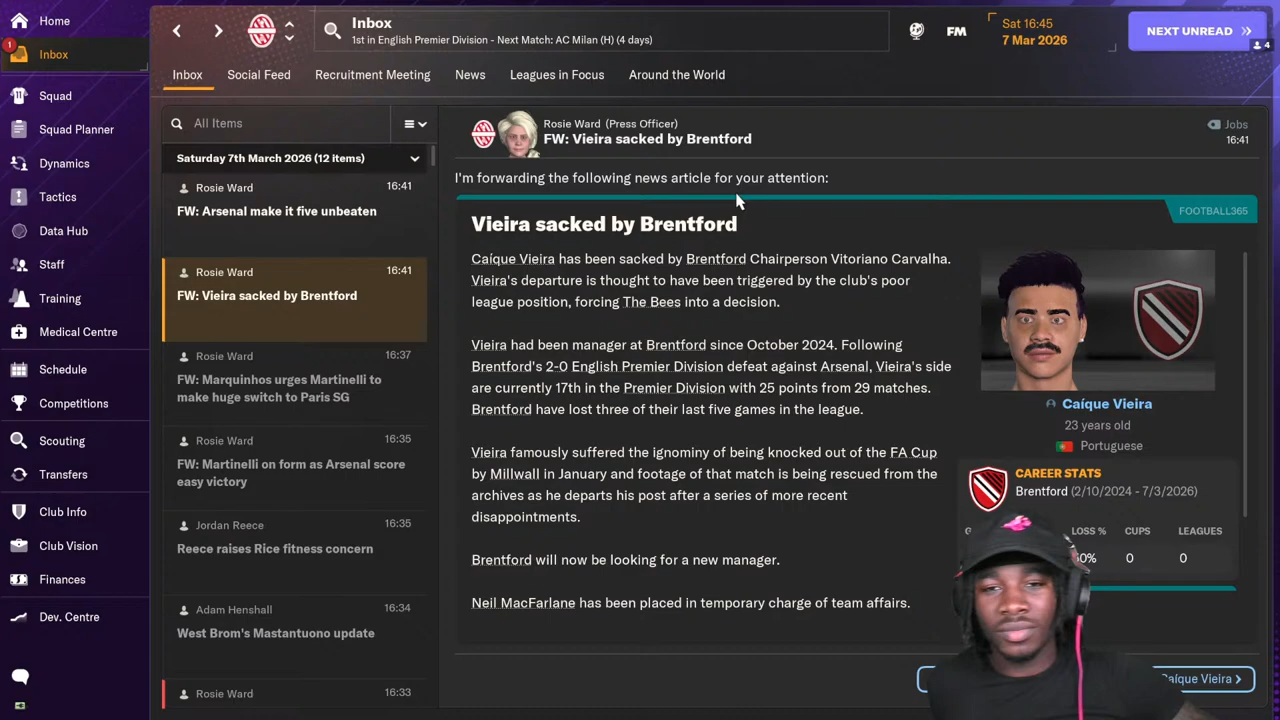 Home
1
Inbox
Squad
Squad Planner
Dynamics
Tactics
Data Hub
Staff
Training
Medical Centre
Schedule
Competitions
Scouting
Transfers
Club Info
Club Vision
Finances
Dev. Centre
Inbox
1st in English Premier Division - Next Match: AC Milan (H) (4 days)
FM
Sat 16:45
7 Mar 2026
NEXT UNREAD
4
Inbox
Social Feed
Recruitment Meeting
News
Leagues in Focus
Around the World
All Items
Saturday 7th March 2026 (12 items)
Rosie Ward 16:41
FW: Arsenal make it five unbeaten
Rosie Ward 16:41
FW: Vieira sacked by Brentford
Rosie Ward 16:37
FW: Marquinhos urges Martinelli to
make huge switch to Paris SG
Rosie Ward 16:35
FW: Martinelli on form as Arsenal score
easy victory
Jordan Reece 16:35
Reece raises Rice fitness concern
Adam Henshall 16:34
West Brom's Mastantuono update
Rosie Ward 16:33
Rosie Ward (Press Officer)
FW: Vieira sacked by Brentford
Jobs
16:41
I'm forwarding the following news article for your attention:
FOOTBALL365
Vieira sacked by Brentford
Caíque Vieira has been sacked by Brentford Chairperson Vitoriano Carvalha.
Vieira's departure is thought to have been triggered by the club's poor
league position, forcing The Bees into a decision.
Vieira had been manager at Brentford since October 2024. Following
Brentford's 2-0 English Premier Division defeat against Arsenal, Vieira's side
are currently 17th in the Premier Division with 25 points from 29 matches.
Brentford have lost three of their last five games in the league.
Vieira famously suffered the ignominy of being knocked out of the FA Cup
by Millwall in January and footage of that match is being rescued from the
archives as he departs his post after a series of more recent
disappointments.
Brentford will now be looking for a new manager.
Neil MacFarlane has been placed in temporary charge of team affairs.
Caíque Vieira
23 years old
Portuguese
CAREER STATS
Brentford (2/10/2024 - 7/3/2026)
LOSS % CUPS LEAGUES
0% 0 0
Caíque Vieira